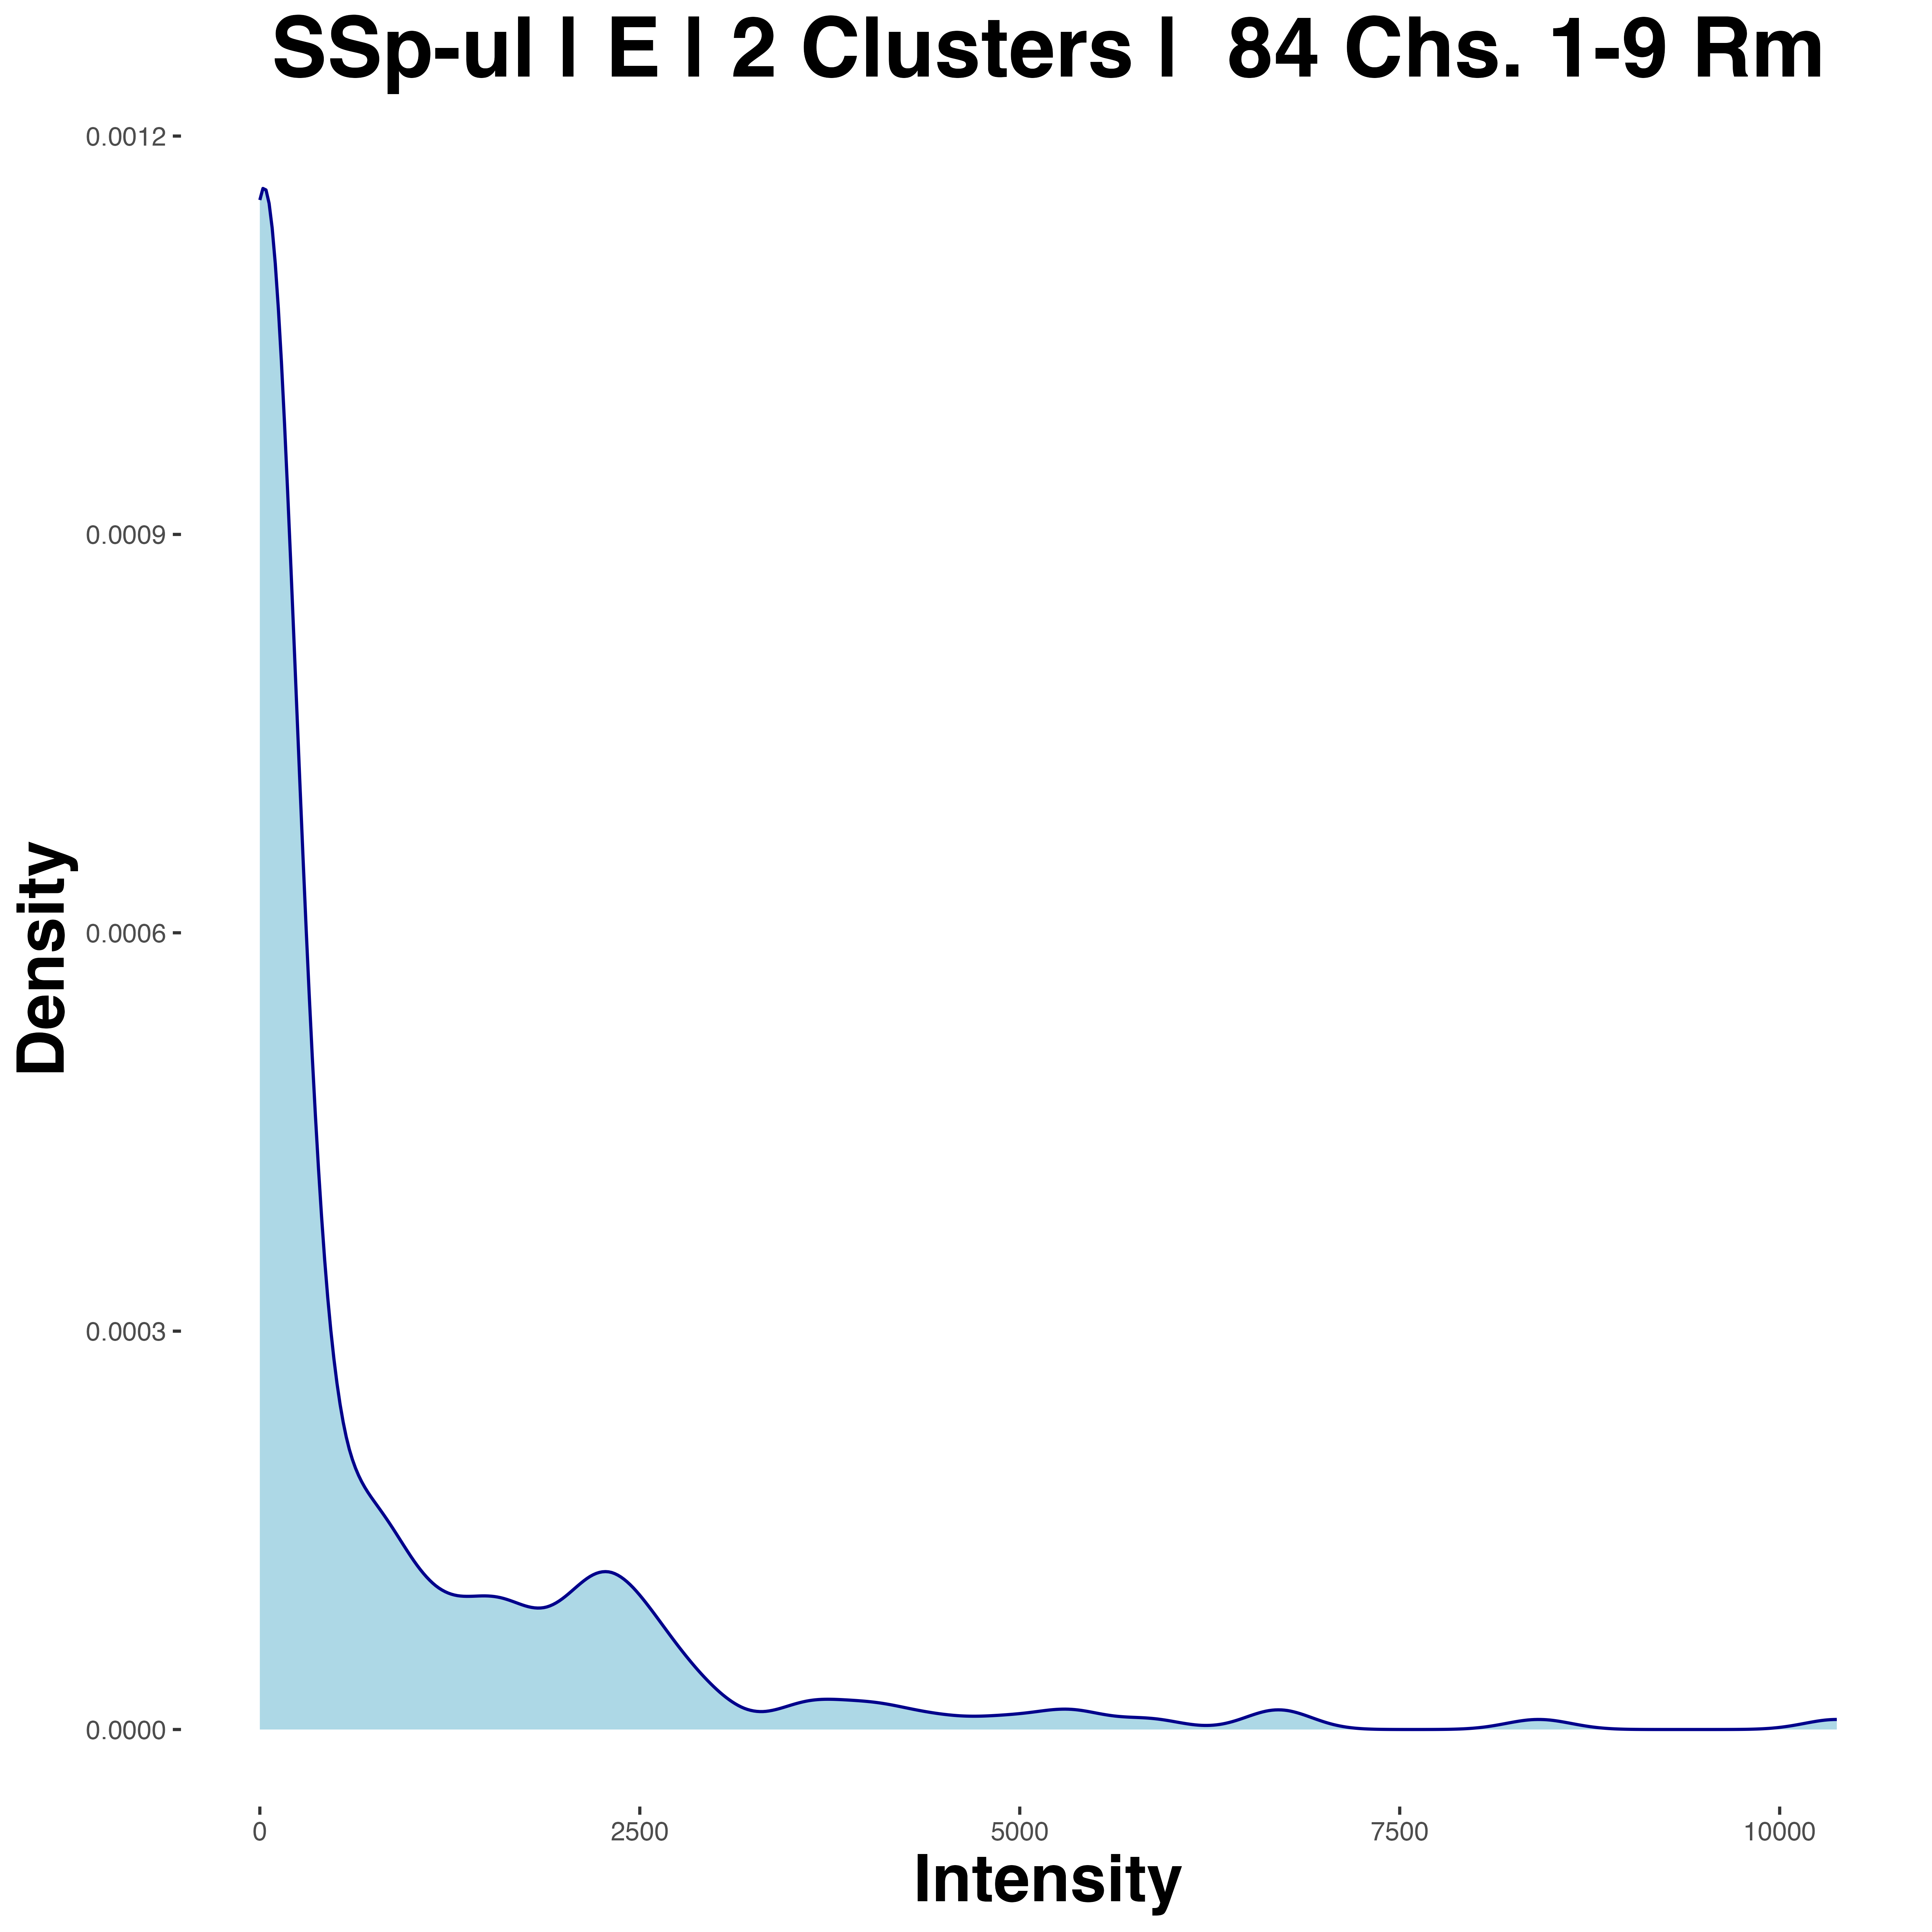 SSp-ul | E | 2 Clusters |  84 Chs. 1-9 Rm
0.0012
0.0009
0.0006
0.0003
0.0000
Density
0 2500 5000 7500 10000
Intensity